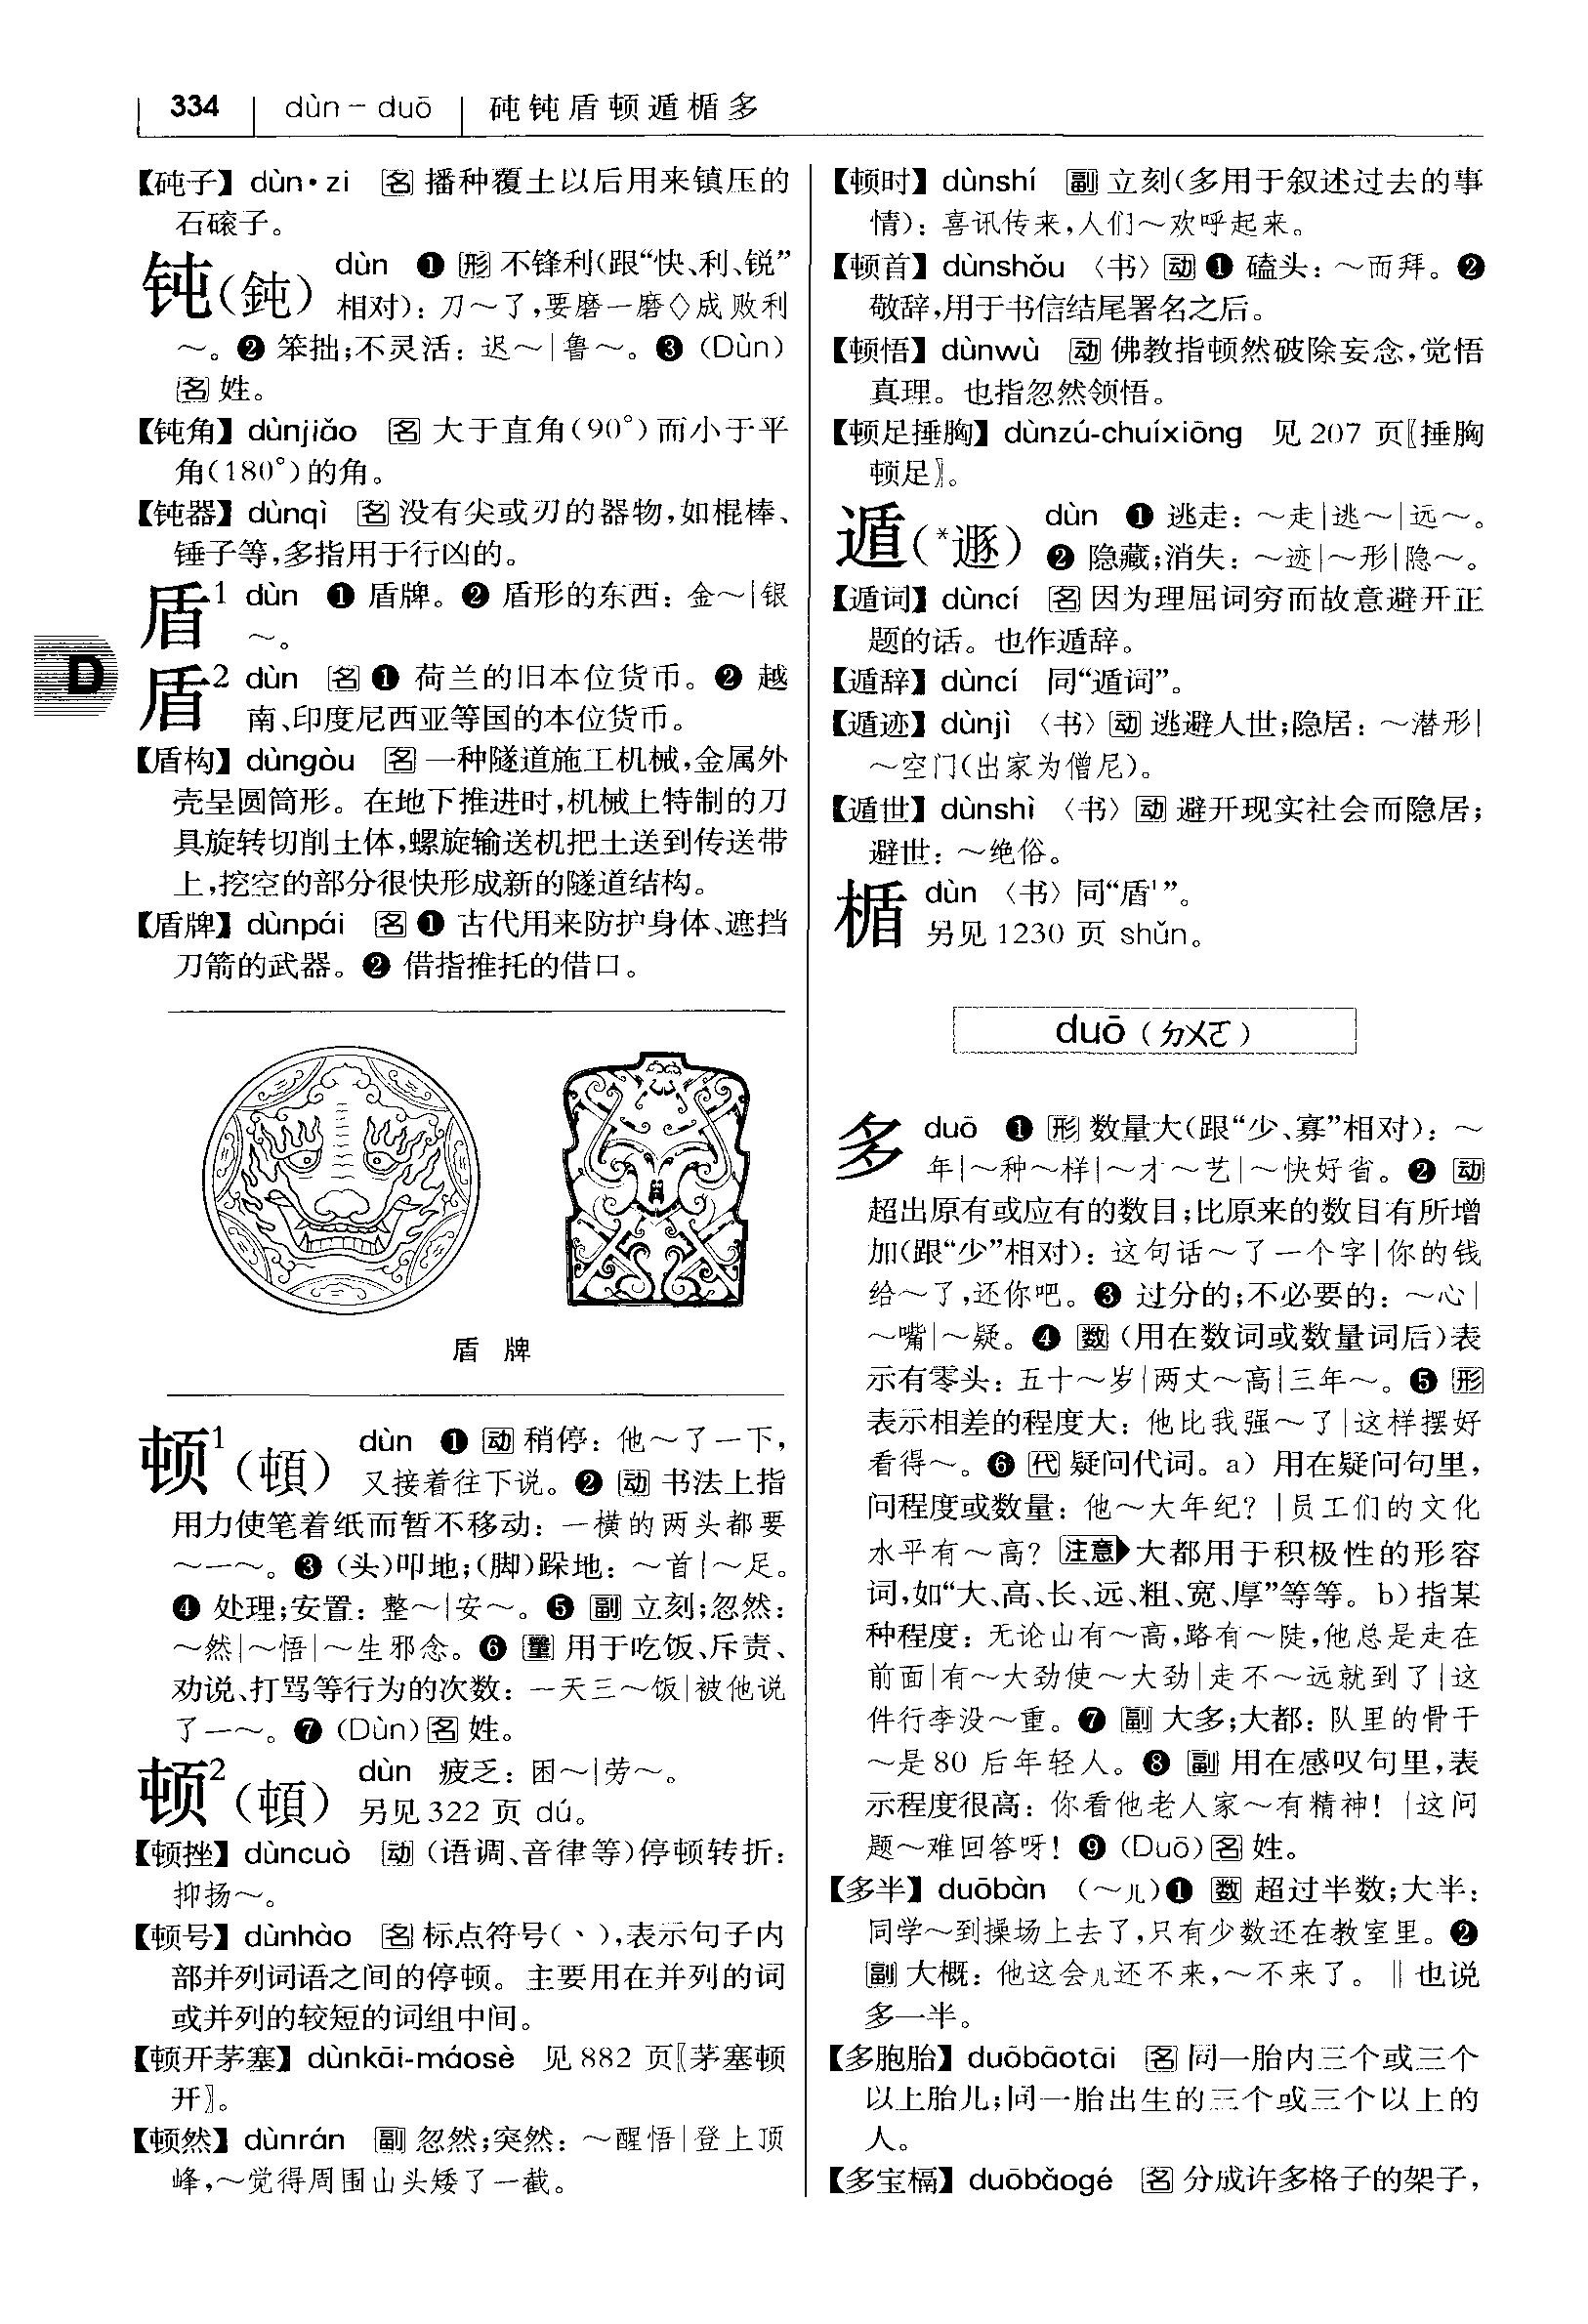 334 dùn－duō 砘钝盾顿遁楯多
【砘子】dùn·zi 名 播种覆土以后用来镇压的
石磙子。
钝(鈍) dùn ❶ 形 不锋利(跟“快、利、锐”
相对)：刀～了,要磨一磨◇成败利
～。❷ 笨拙;不灵活：迟～|鲁～。❸ (Dùn)
名 姓。
【钝角】dùnjiǎo 名 大于直角(90°)而小于平
角(180°)的角。
【钝器】dùnqì 名 没有尖或刃的器物,如棍棒、
锤子等,多指用于行凶的。
盾1 dùn ❶ 盾牌。❷ 盾形的东西：金～|银
～。
D
盾2 dùn 名 ❶ 荷兰的旧本位货币。❷ 越
南、印度尼西亚等国的本位货币。
【盾构】dùngòu 名 一种隧道施工机械,金属外
壳呈圆筒形。在地下推进时,机械上特制的刀
具旋转切削土体,螺旋输送机把土送到传送带
上,挖空的部分很快形成新的隧道结构。
【盾牌】dùnpái 名 ❶ 古代用来防护身体、遮挡
刀箭的武器。❷ 借指推托的借口。
盾 牌
顿1(頓) dùn ❶ 动 稍停：他～了一下,
又接着往下说。❷ 动 书法上指
用力使笔着纸而暂不移动：一横的两头都要
～一～。❸ (头)叩地;(脚)跺地：～首|～足。
❹ 处理;安置：整～|安～。❺ 副 立刻;忽然：
～然|～悟|～生邪念。❻ 量 用于吃饭、斥责、
劝说、打骂等行为的次数：一天三～饭|被他说
了一～。❼ (Dùn) 名 姓。
顿2(頓) dùn 疲乏：困～|劳～。
另见 322 页 dú。
【顿挫】dùncuò 动 (语调、音律等)停顿转折：
抑扬～。
【顿号】dùnhào 名 标点符号(、),表示句子内
部并列词语之间的停顿。主要用在并列的词
或并列的较短的词组中间。
【顿开茅塞】dùnkāi-máosè 见 882 页〖茅塞顿
开〗。
【顿然】dùnrán 副 忽然;突然：～醒悟|登上顶
峰,～觉得周围山头矮了一截。
【顿时】dùnshí 副 立刻(多用于叙述过去的事
情)：喜讯传来,人们～欢呼起来。
【顿首】dùnshǒu 〈书〉动 ❶ 磕头：～而拜。❷
敬辞,用于书信结尾署名之后。
【顿悟】dùnwù 动 佛教指顿然破除妄念,觉悟
真理。也指忽然领悟。
【顿足捶胸】dùnzú-chuíxiōng 见 207 页〖捶胸
顿足〗。
遁(*遯) dùn ❶ 逃走：～走|逃～|远～。
❷ 隐藏;消失：～迹|～形|隐～。
【遁词】dùncí 名 因为理屈词穷而故意避开正
题的话。也作遁辞。
【遁辞】dùncí 同“遁词”。
【遁迹】dùnjì 〈书〉动 逃避人世;隐居：～潜形|
～空门(出家为僧尼)。
【遁世】dùnshì 〈书〉动 避开现实社会而隐居;
避世：～绝俗。
楯 dùn 〈书〉同“盾1”。
另见 1230 页 shǔn。
duō（ㄉㄨㄛ）
多 duō ❶ 形 数量大(跟“少、寡”相对)：～
年|～种～样|～才～艺|～快好省。❷ 动
超出原有或应有的数目;比原来的数目有所增
加(跟“少”相对)：这句话～了一个字|你的钱
给～了,还你吧。❸ 过分的;不必要的：～心|
～嘴|～疑。❹ 数 (用在数词或数量词后)表
示有零头：五十～岁|两丈～高|三年～。❺ 形
表示相差的程度大：他比我强～了|这样摆好
看得～。❻ 代 疑问代词。a）用在疑问句里,
问程度或数量：他～大年纪？|员工们的文化
水平有～高？注意▶大都用于积极性的形容
词,如“大、高、长、远、粗、宽、厚”等等。b）指某
种程度：无论山有～高,路有～陡,他总是走在
前面|有～大劲使～大劲|走不～远就到了|这
件行李没～重。❼ 副 大多;大都：队里的骨干
～是80 后年轻人。❽ 副 用在感叹句里,表
示程度很高：你看他老人家～有精神！|这问
题～难回答呀！❾ (Duō) 名 姓。
【多半】duōbàn （～儿）❶ 数 超过半数;大半：
同学～到操场上去了,只有少数还在教室里。❷
副 大概：他这会儿还不来,～不来了。‖ 也说
多一半。
【多胞胎】duōbāotāi 名 同一胎内三个或三个
以上胎儿;同一胎出生的三个或三个以上的
人。
【多宝槅】duōbǎogé 名 分成许多格子的架子,